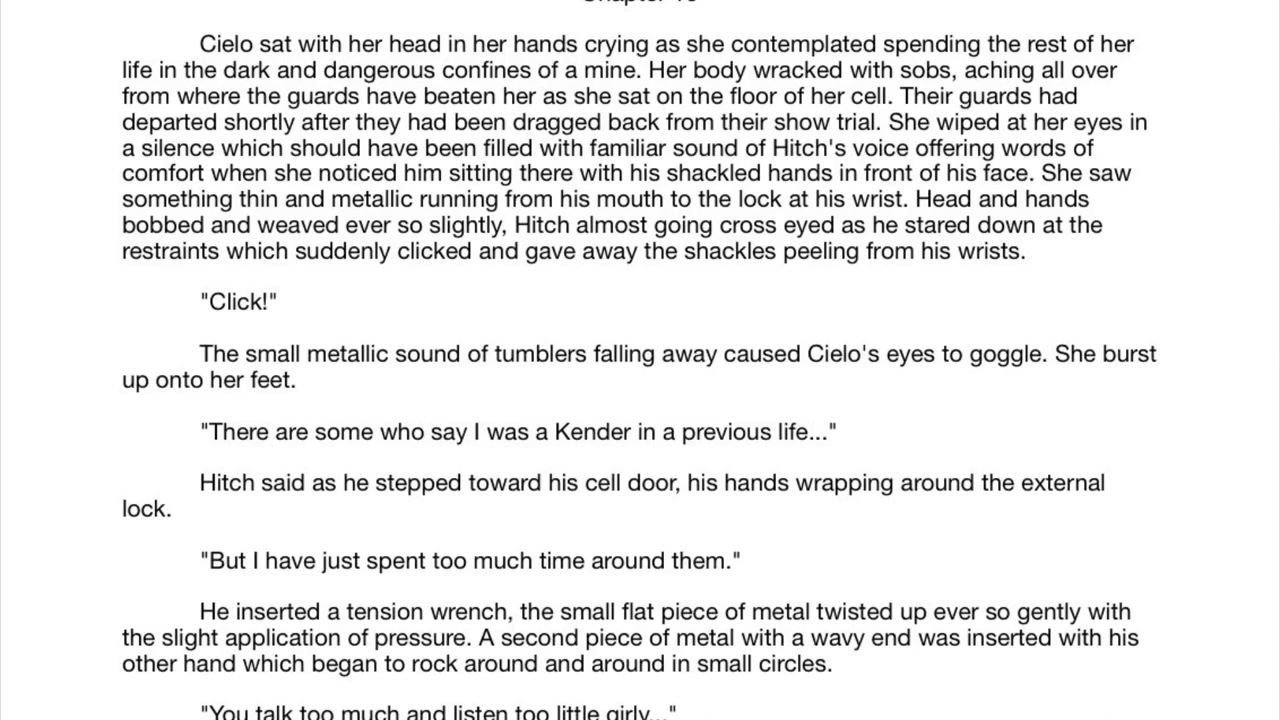 Cielo sat with her head in her hands crying as she contemplated spending the rest of her
life in the dark and dangerous confines of a mine. Her body wracked with sobs, aching all over
from where the guards have beaten her as she sat on the floor of her cell. Their guards had
departed shortly after they had been dragged back from their show trial. She wiped at her eyes in
a silence which should have been filled with familiar sound of Hitch's voice offering words of
comfort when she noticed him sitting there with his shackled hands in front of his face. She saw
something thin and metallic running from his mouth to the lock at his wrist. Head and hands
bobbed and weaved ever so slightly, Hitch almost going cross eyed as he stared down at the
restraints which suddenly clicked and gave away the shackles peeling from his wrists.
"Click!"
The small metallic sound of tumblers falling away caused Cielo's eyes to goggle. She burst
up onto her feet.
"There are some who say I was a Kender in a previous life..."
Hitch said as he stepped toward his cell door, his hands wrapping around the external
lock.
"But I have just spent too much time around them."
He inserted a tension wrench, the small flat piece of metal twisted up ever so gently with
the slight application of pressure. A second piece of metal with a wavy end was inserted with his
other hand which began to rock around and around in small circles.
"You talk too much and listen too little girly..."